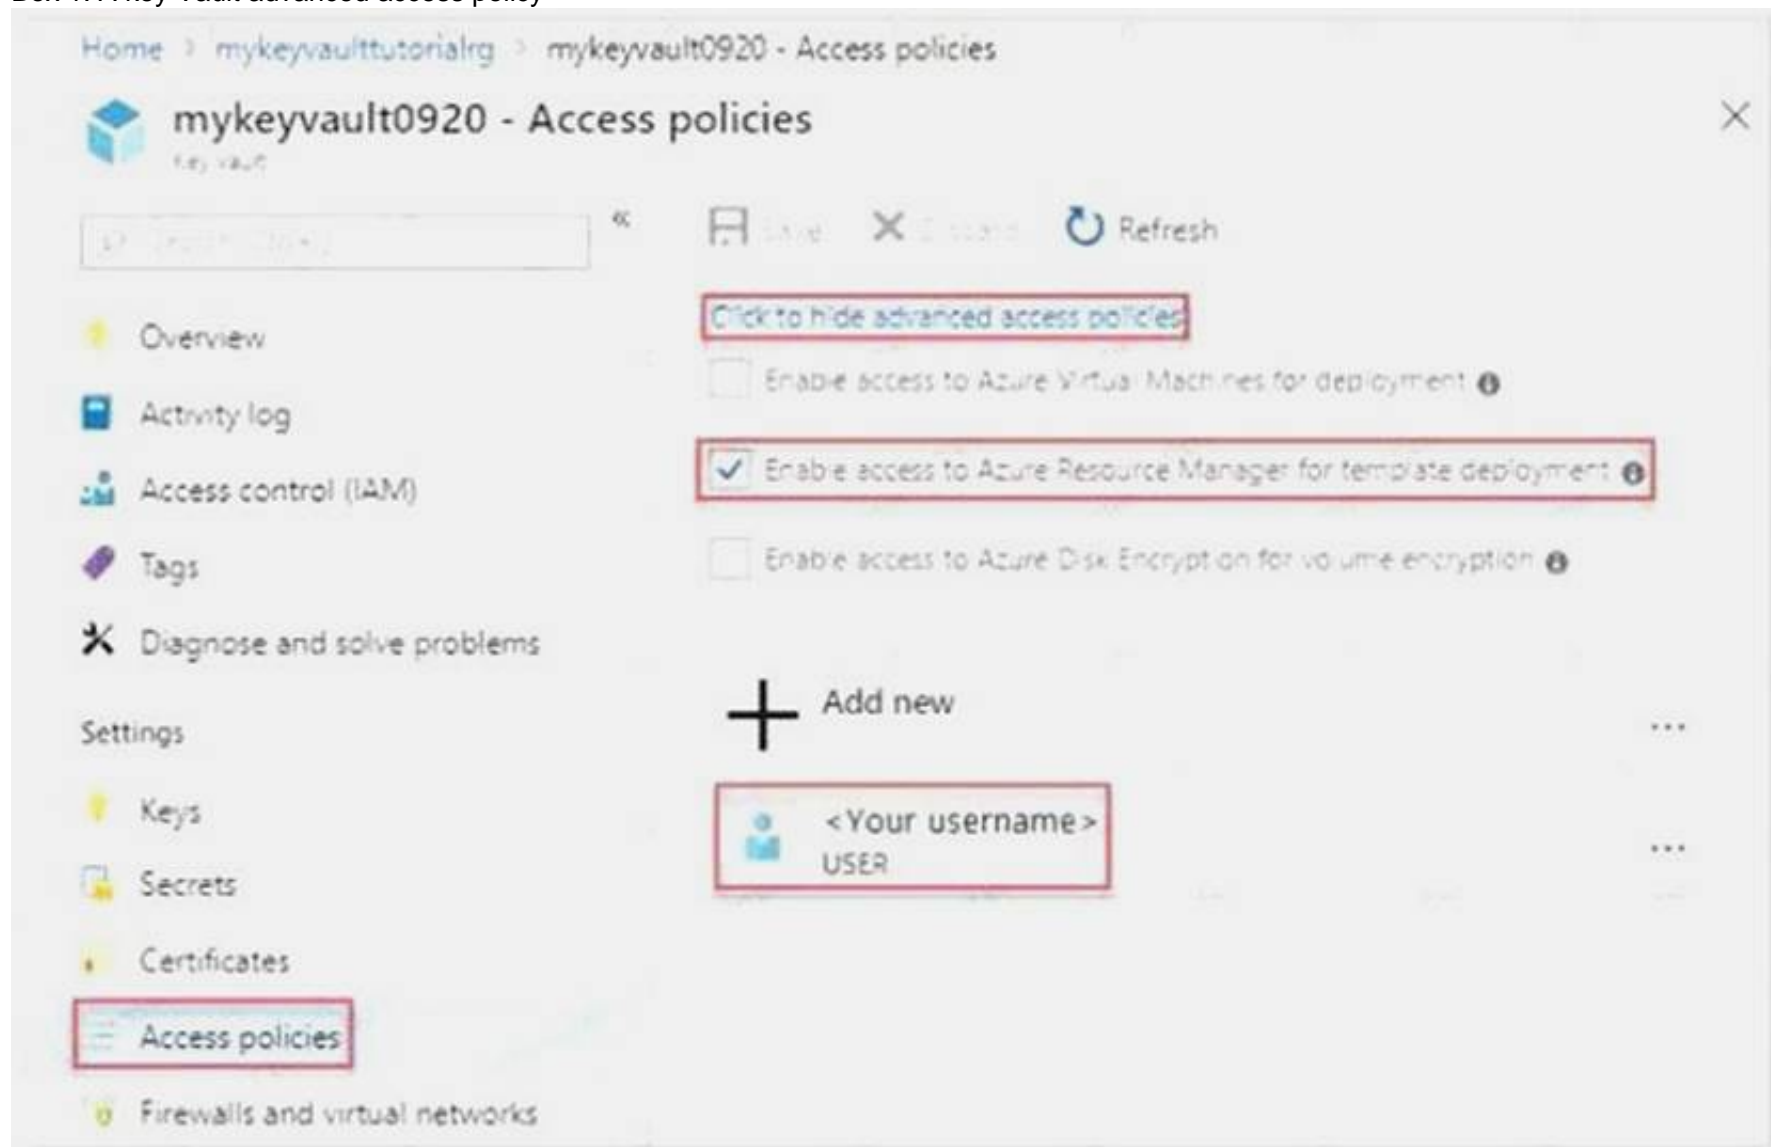 Home > mykeyvaulttutorialrg > mykeyvault0920 - Access policies
mykeyvault0920 - Access policies
Key vault
«
Save
Refresh
Click to hide advanced access policies
Enable access to Azure Virtual Machines for deployment
Enable access to Azure Resource Manager for template deployment
Enable access to Azure Disk Encryption for volume encryption
Overview
Activity log
Access control (IAM)
Tags
Diagnose and solve problems
Settings
Keys
Secrets
Certificates
Access policies
Firewalls and virtual networks
Add new
...
<Your username>
USER
...